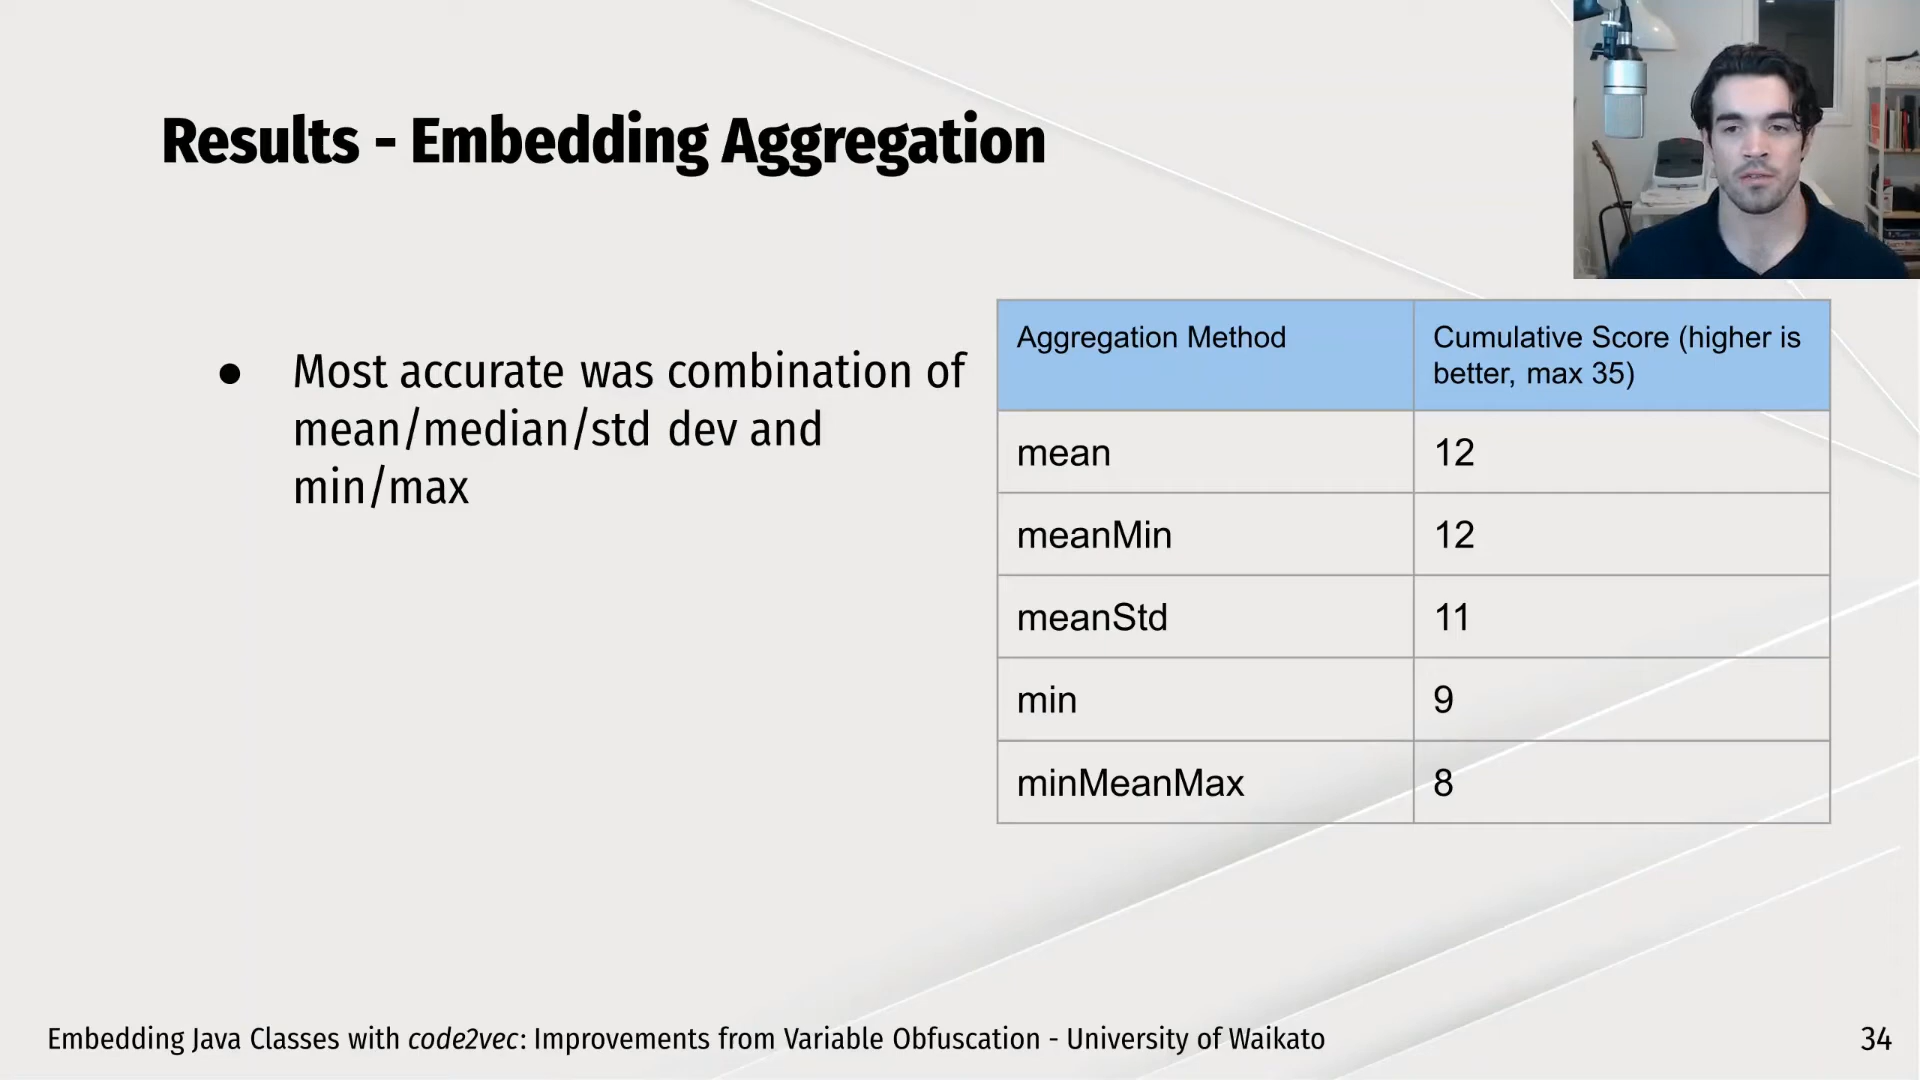 Results - Embedding Aggregation
● Most accurate was combination of
mean/median/std dev and
min/max
Aggregation Method
Cumulative Score (higher is
better, max 35)
mean 12
meanMin 12
meanStd 11
min 9
minMeanMax 8
Embedding Java Classes with code2vec: Improvements from Variable Obfuscation - University of Waikato
34